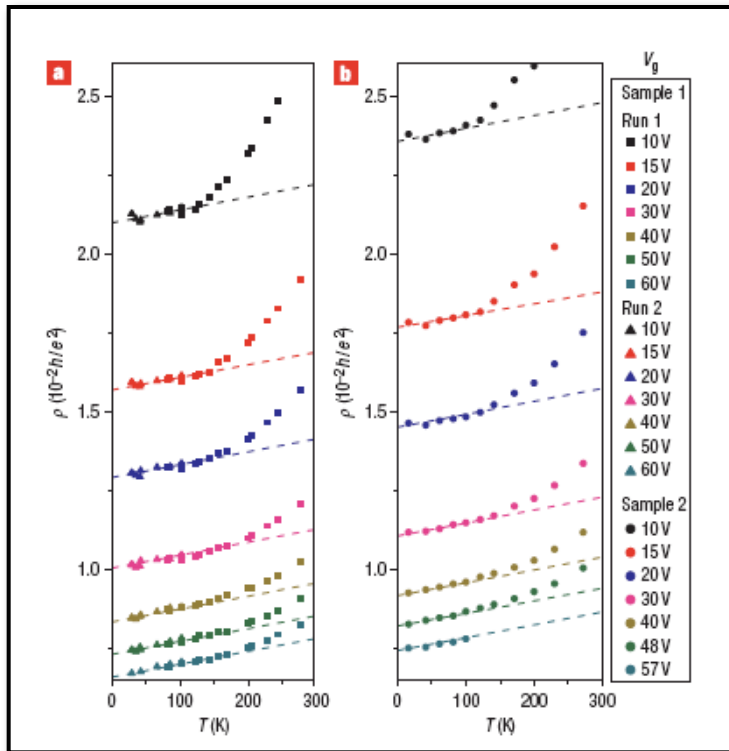 a
b
V_g
2.5
2.0
1.5
1.0
ρ (10⁻²h/e²)
0
100
200
300
T (K)
2.5
2.0
1.5
1.0
ρ (10⁻²h/e²)
0
100
200
300
T (K)
Sample 1
Run 1
10 V
15 V
20 V
30 V
40 V
50 V
60 V
Run 2
10 V
15 V
20 V
30 V
40 V
50 V
60 V
Sample 2
10 V
15 V
20 V
30 V
40 V
48 V
57 V